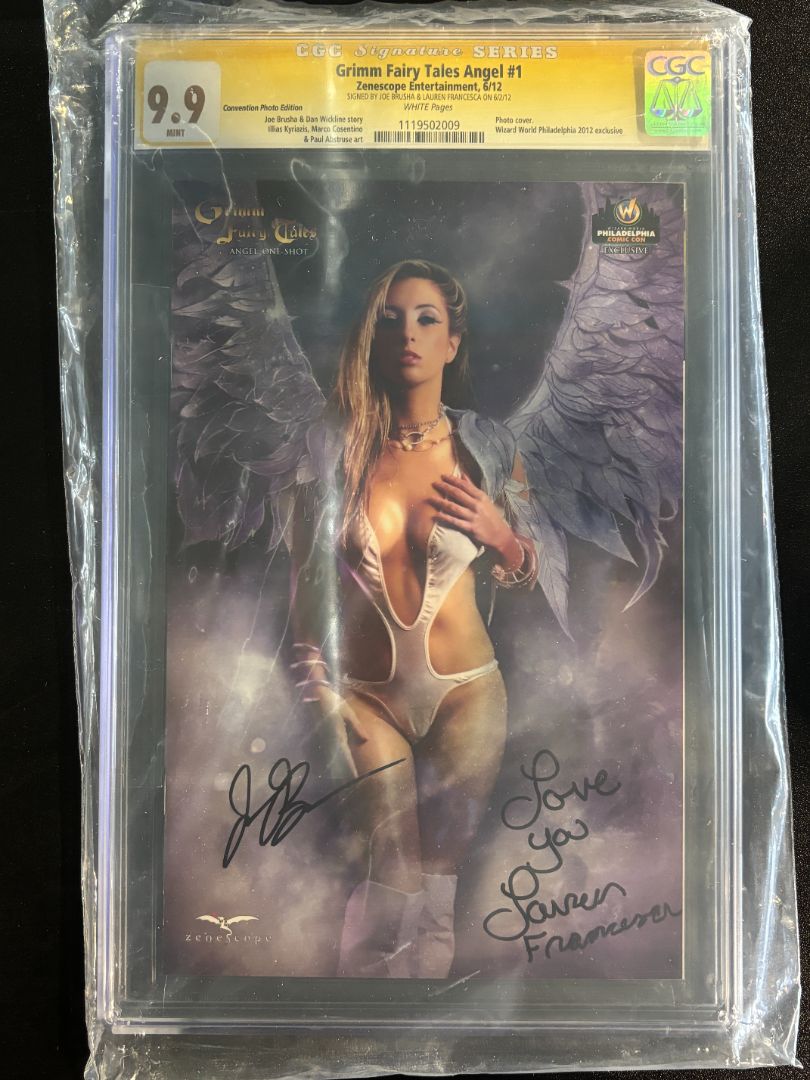 CGC Signature SERIES
Grimm Fairy Tales Angel #1
Zenescope Entertainment, 6/12
SIGNED BY JOE BRUSHA & LAUREN FRANCESCA ON 6/2/12
WHITE Pages
9.9
MINT
Convention Photo Edition
Joe Brusha & Dan Wickline story
Illias Kyriazis, Marco Cosentino
& Paul Abstruse art
1119502009
Photo cover.
Wizard World Philadelphia 2012 exclusive
CGC
Grimm
Fairy Tales
ANGEL ONE-SHOT
W
WIZARD WORLD
PHILADELPHIA
COMIC CON
EXCLUSIVE
Love
you
Lauren
Francesca
zenescope